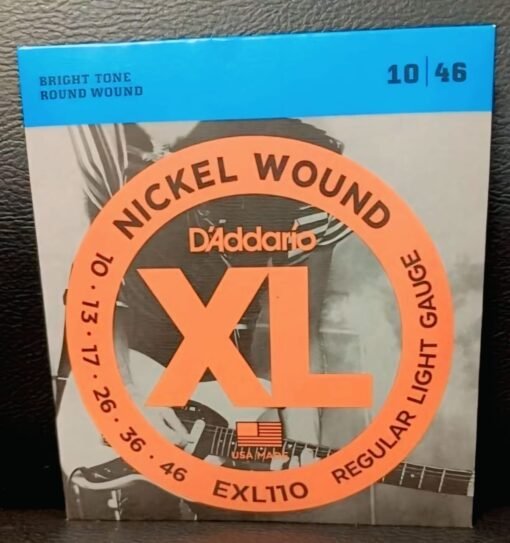 BRIGHT TONE
ROUND WOUND
10|46
NICKEL WOUND
D'Addario
XL
10 · 13 · 17 · 26 · 36 · 46
REGULAR LIGHT GAUGE
USA MADE
EXL110